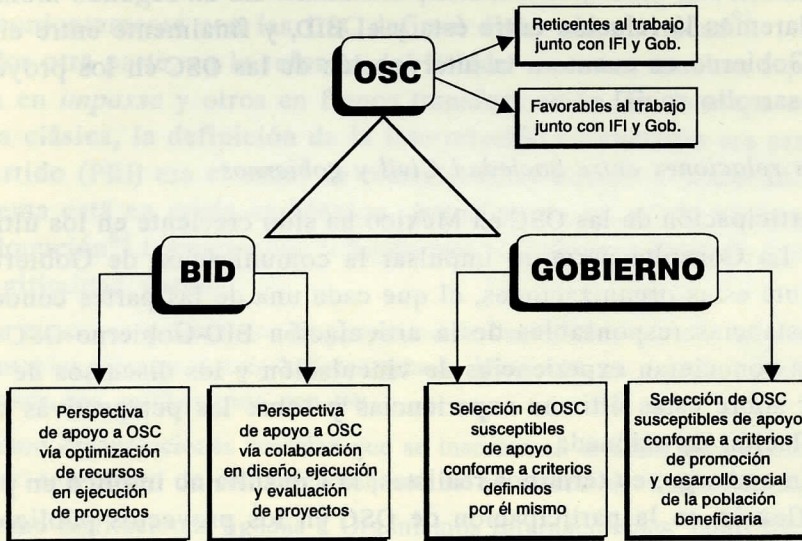 OSC
Reticentes al trabajo
junto con IFI y Gob.
Favorables al trabajo
junto con IFI y Gob.
BID
GOBIERNO
Perspectiva
de apoyo a OSC
vía optimización
de recursos
en ejecución
de proyectos
Perspectiva
de apoyo a OSC
vía colaboración
en diseño, ejecución
y evaluación
de proyectos
Selección de OSC
susceptibles
de apoyo
conforme a criterios
definidos
por él mismo
Selección de OSC
susceptibles de apoyo
conforme a criterios
de promoción
y desarrollo social
de la población
beneficiaria